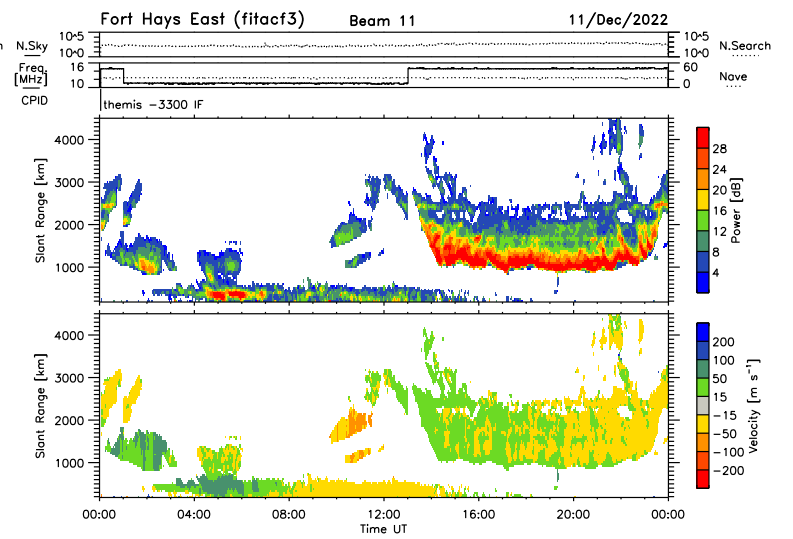 Fort Hays East (fitacf3) Beam 11 11/Dec/2022
n N.Sky 10^5 10^5 N.Search
10^0 10^0
Freq. 16 60 Nave
[MHz] 10 0
CPID themis -3300 IF
4000
3000
2000
1000
Slant Range [km]
28
24
20
16
12
8
4
Power [dB]
4000
3000
2000
1000
Slant Range [km]
200
100
50
15
-15
-50
-100
-200
Velocity [m s⁻¹]
00:00 04:00 08:00 12:00 16:00 20:00 00:00
Time UT